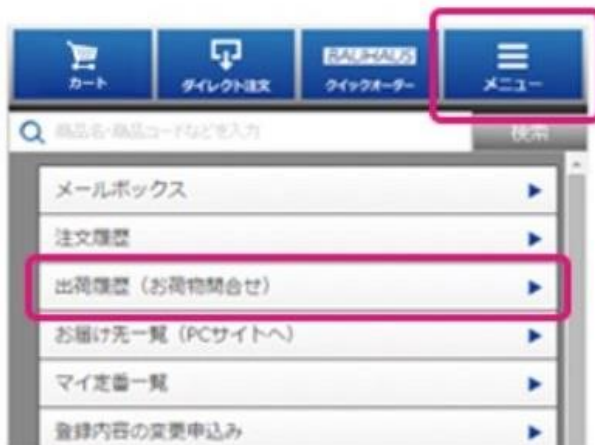 カート
ダイレクト注文
BAUHAUS
クイックオーダー
メニュー
商品名・商品コードなどを入力
検索
メールボックス
注文履歴
出荷履歴（お荷物問合せ）
お届け先一覧（PCサイトへ）
マイ定番一覧
登録内容の変更申込み